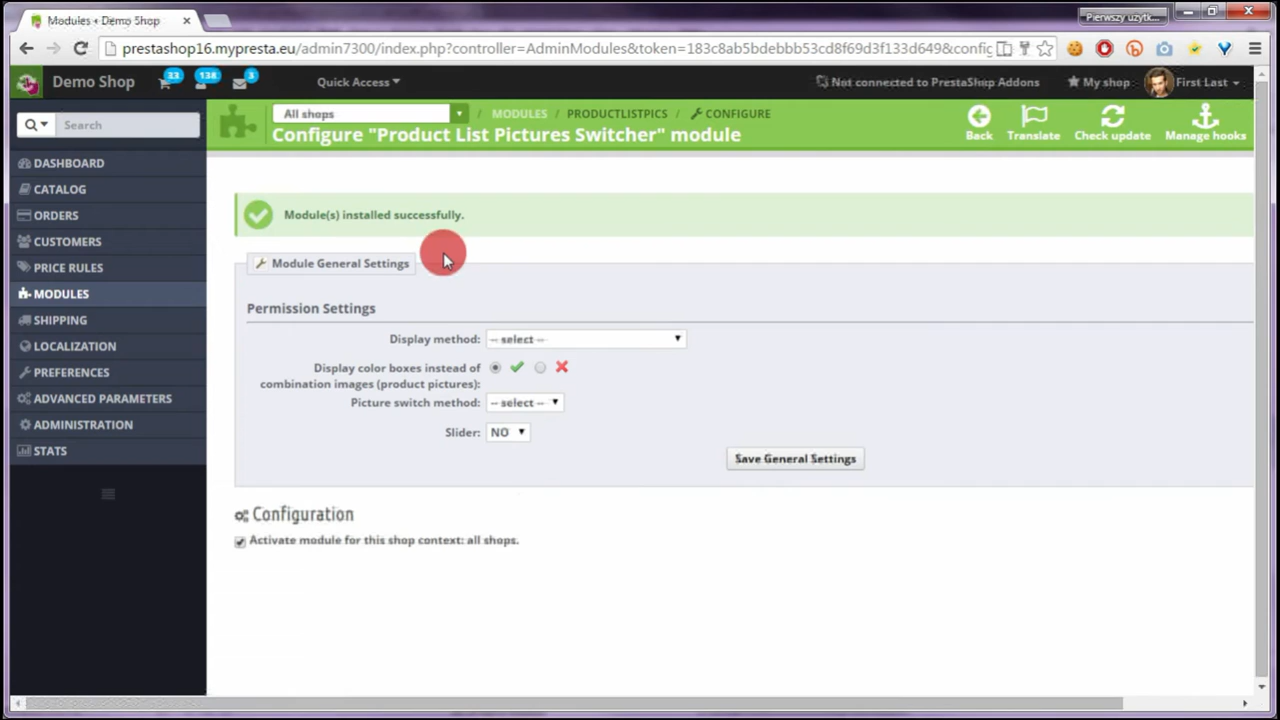 Modules • Demo Shop
Pierwszy użytk...
prestashop16.mypresta.eu/admin7300/index.php?controller=AdminModules&token=183c8ab5bdebbb53cd8f69d3f133d649&config
Demo Shop 33 138 3 Quick Access Not connected to PrestaShop Addons My shop First Last
Search
DASHBOARD
CATALOG
ORDERS
CUSTOMERS
PRICE RULES
MODULES
SHIPPING
LOCALIZATION
PREFERENCES
ADVANCED PARAMETERS
ADMINISTRATION
STATS
All shops / MODULES / PRODUCTLISTPICS / CONFIGURE
Configure "Product List Pictures Switcher" module
Back Translate Check update Manage hooks
Module(s) installed successfully.
Module General Settings
Permission Settings
Display method: -- select --
Display color boxes instead of
combination images (product pictures):
Picture switch method: -- select --
Slider: NO
Save General Settings
Configuration
Activate module for this shop context: all shops.